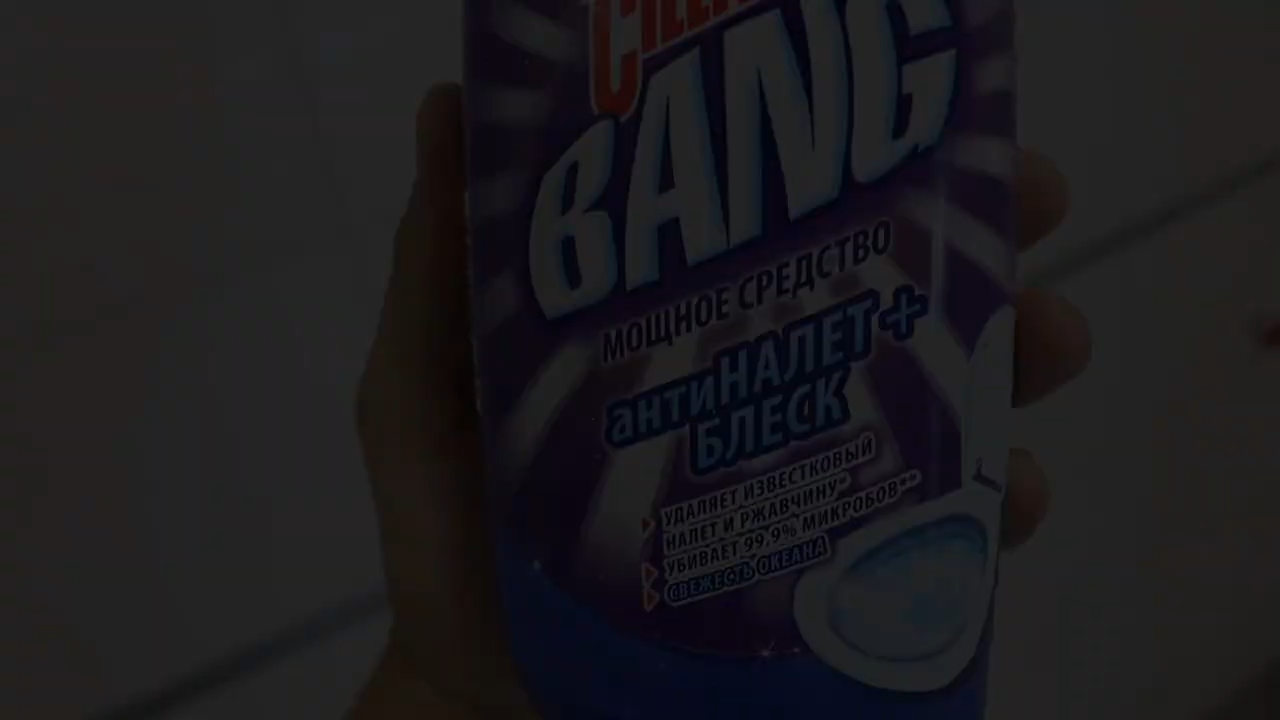 BANG
МОЩНОЕ СРЕДСТВО
антиНАЛЕТ+
БЛЕСК
УДАЛЯЕТ ИЗВЕСТКОВЫЙ
НАЛЕТ И РЖАВЧИНУ*
УБИВАЕТ 99,9% МИКРОБОВ**
СВЕЖЕСТЬ ОКЕАНА